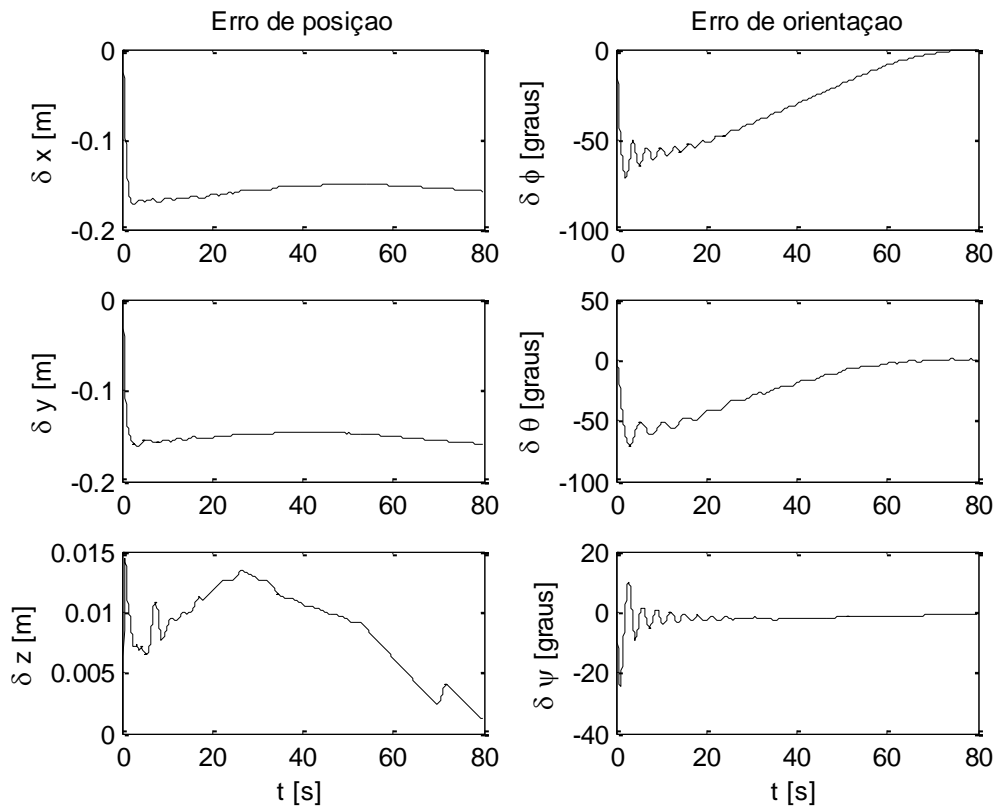 Erro de posiçao
Erro de orientaçao
0
-0.1
-0.2
δ x [m]
0 20 40 60 80
0
-50
-100
δ ϕ [graus]
0 20 40 60 80
0
-0.1
-0.2
δ y [m]
0 20 40 60 80
50
0
-50
-100
δ θ [graus]
0 20 40 60 80
0.015
0.01
0.005
0
δ z [m]
0 20 40 60 80
t [s]
20
0
-20
-40
δ ψ [graus]
0 20 40 60 80
t [s]